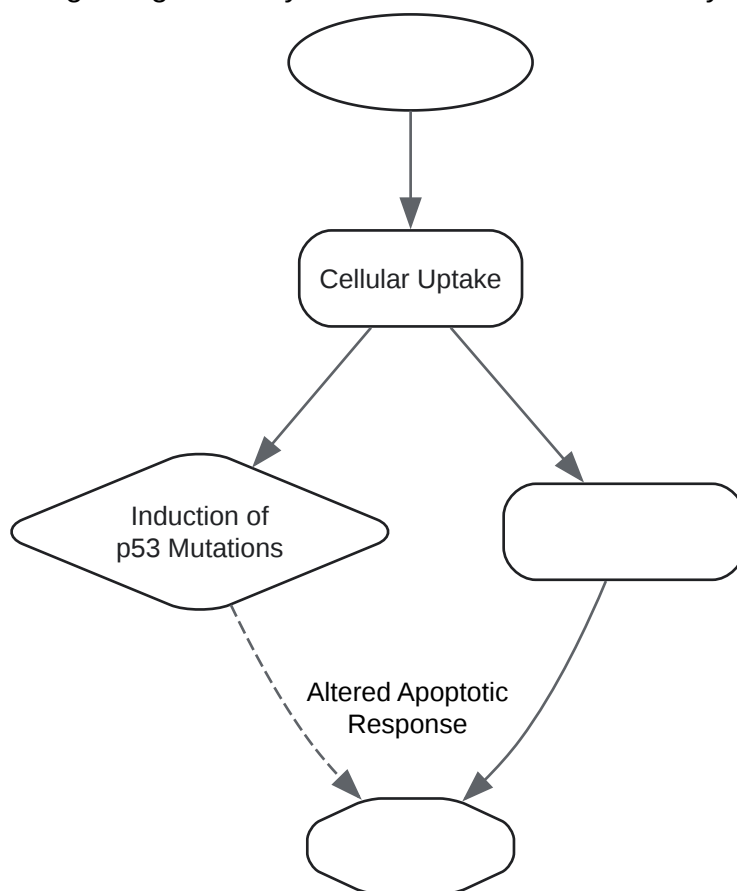 Cellular Uptake
Induction of
p53 Mutations
Altered Apoptotic
Response